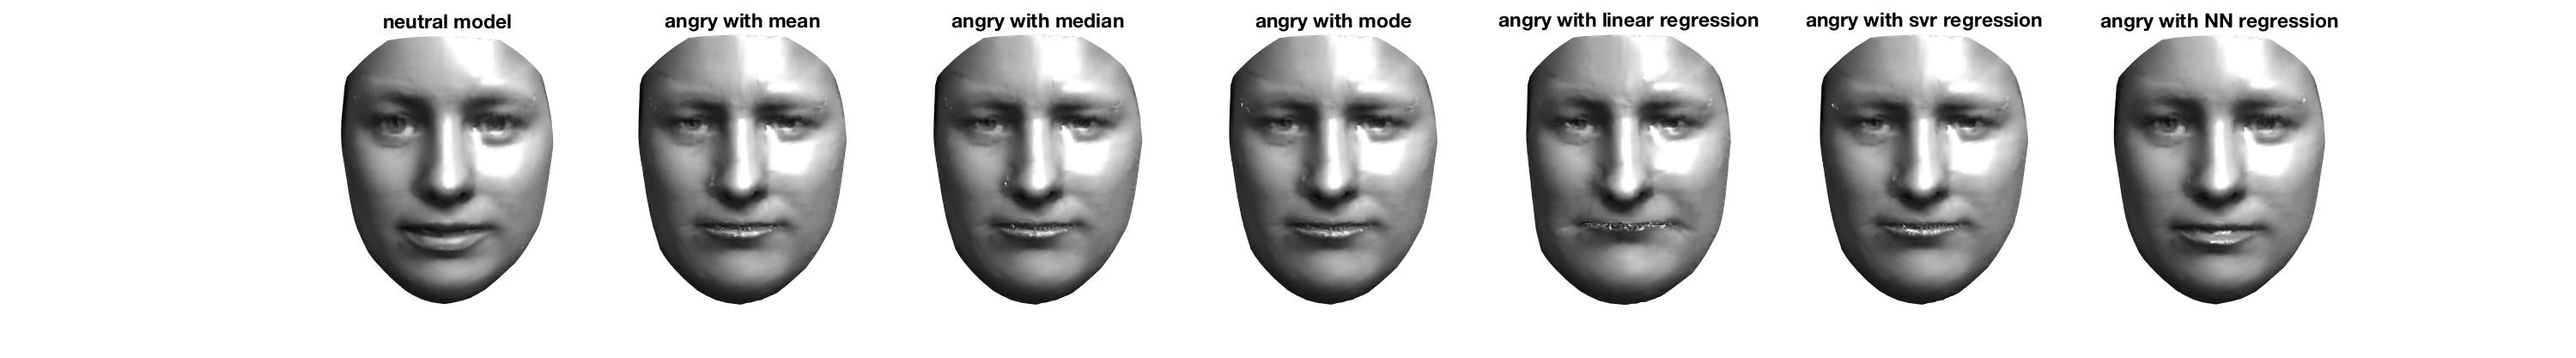 neutral model
angry with mean
angry with median
angry with mode
angry with linear regression
angry with svr regression
angry with NN regression